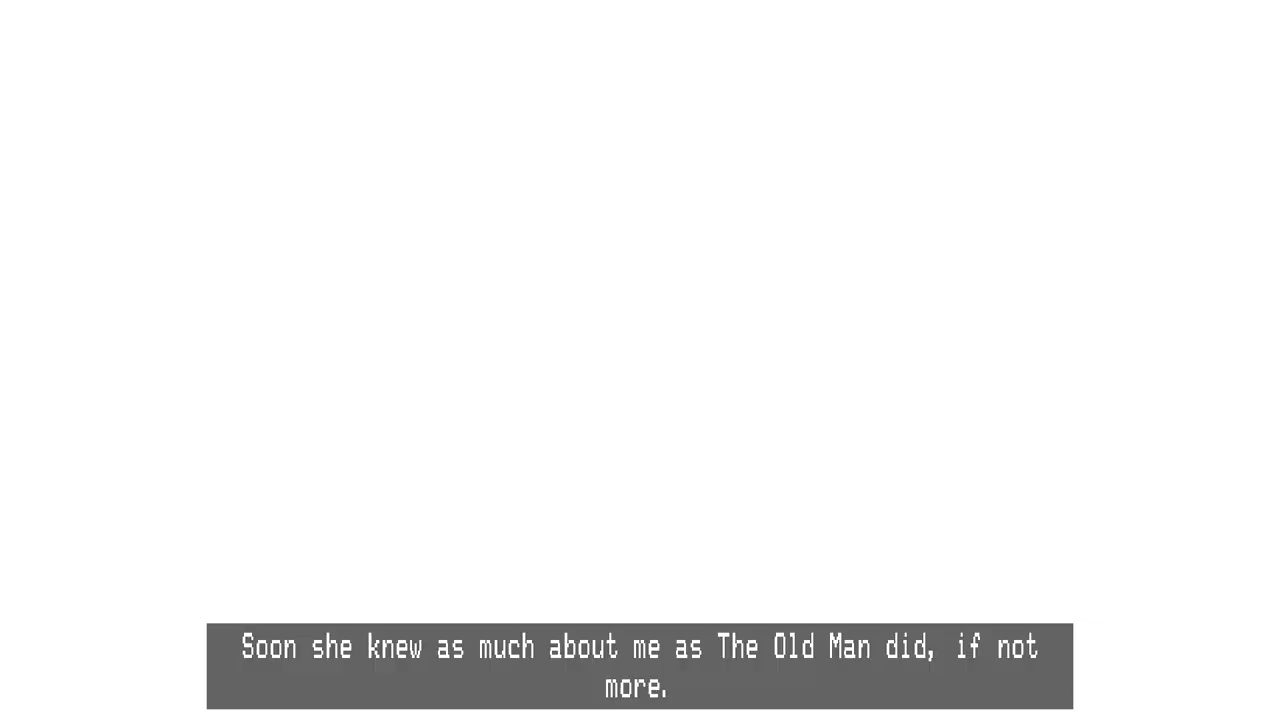 Soon she knew as much about me as The Old Man did, if not
more.